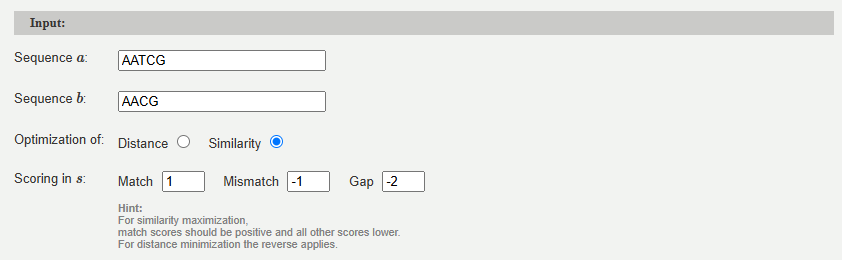 Input:
Sequence a: AATCG
Sequence b: AACG
Optimization of: Distance Similarity
Scoring in s: Match 1 Mismatch -1 Gap -2
Hint:
For similarity maximization,
match scores should be positive and all other scores lower.
For distance minimization the reverse applies.